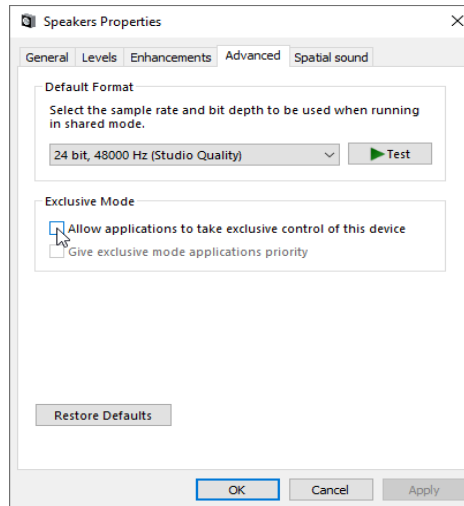 Speakers Properties
General Levels Enhancements Advanced Spatial sound
Default Format
Select the sample rate and bit depth to be used when running
in shared mode.
24 bit, 48000 Hz (Studio Quality) Test
Exclusive Mode
Allow applications to take exclusive control of this device
Give exclusive mode applications priority
Restore Defaults
OK Cancel Apply